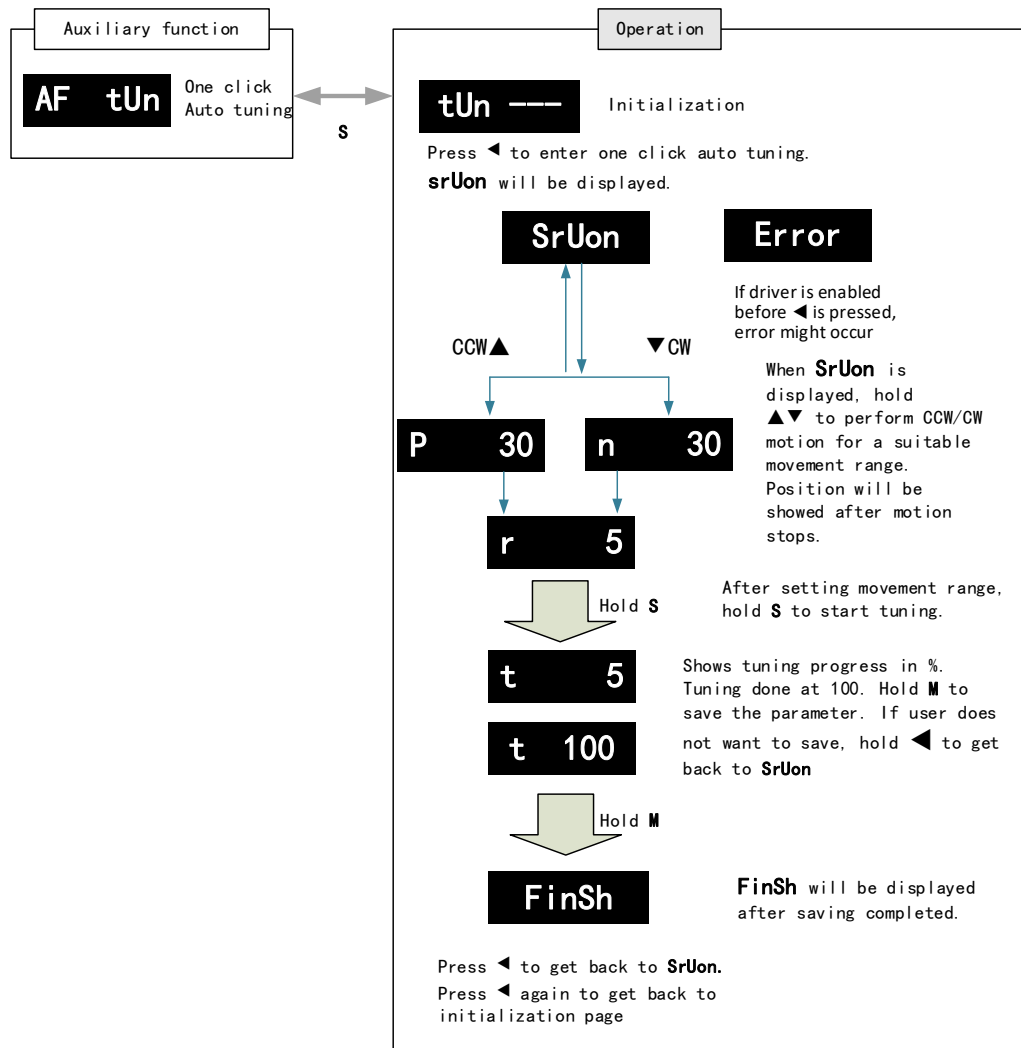 Auxiliary function
AF tUn
One click
Auto tuning
S
Operation
tUn ---
Initialization
Press ◀ to enter one click auto tuning.
srUon will be displayed.
SrUon
Error
If driver is enabled
before ◀ is pressed,
error might occur
CCW▲
▼CW
When SrUon is
displayed, hold
▲▼ to perform CCW/CW
motion for a suitable
movement range.
Position will be
showed after motion
stops.
P 30
n 30
r 5
Hold S
After setting movement range,
hold S to start tuning.
t 5
t 100
Shows tuning progress in %.
Tuning done at 100. Hold M to
save the parameter. If user does
not want to save, hold ◀ to get
back to SrUon
Hold M
FinSh
FinSh will be displayed
after saving completed.
Press ◀ to get back to SrUon.
Press ◀ again to get back to
initialization page